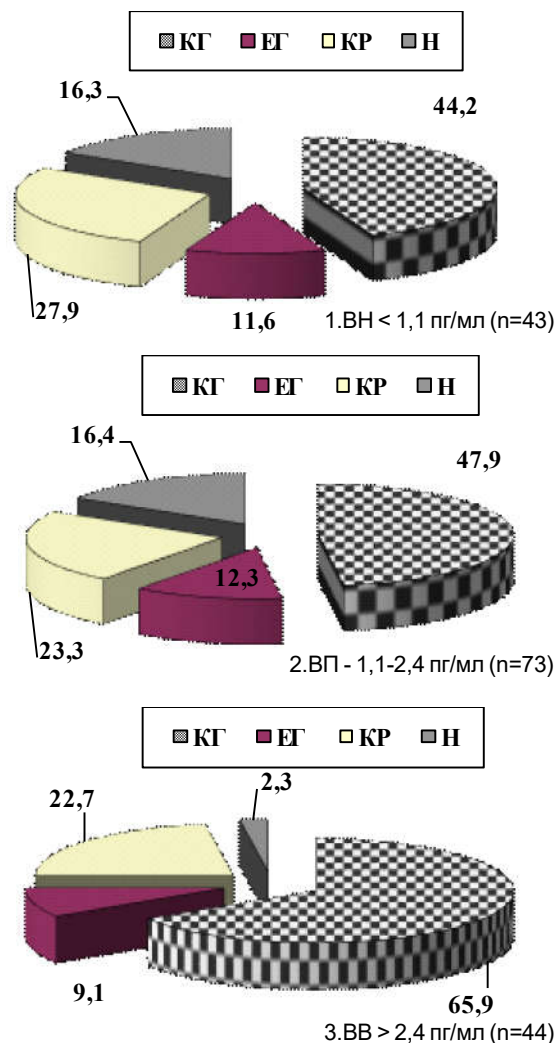 КГ ЕГ КР Н
16,3
44,2
27,9
11,6
1.ВН < 1,1 пг/мл (n=43)
КГ ЕГ КР Н
16,4
47,9
12,3
23,3
2.ВП - 1,1-2,4 пг/мл (n=73)
КГ ЕГ КР Н
2,3
22,7
9,1
65,9
3.ВВ > 2,4 пг/мл (n=44)